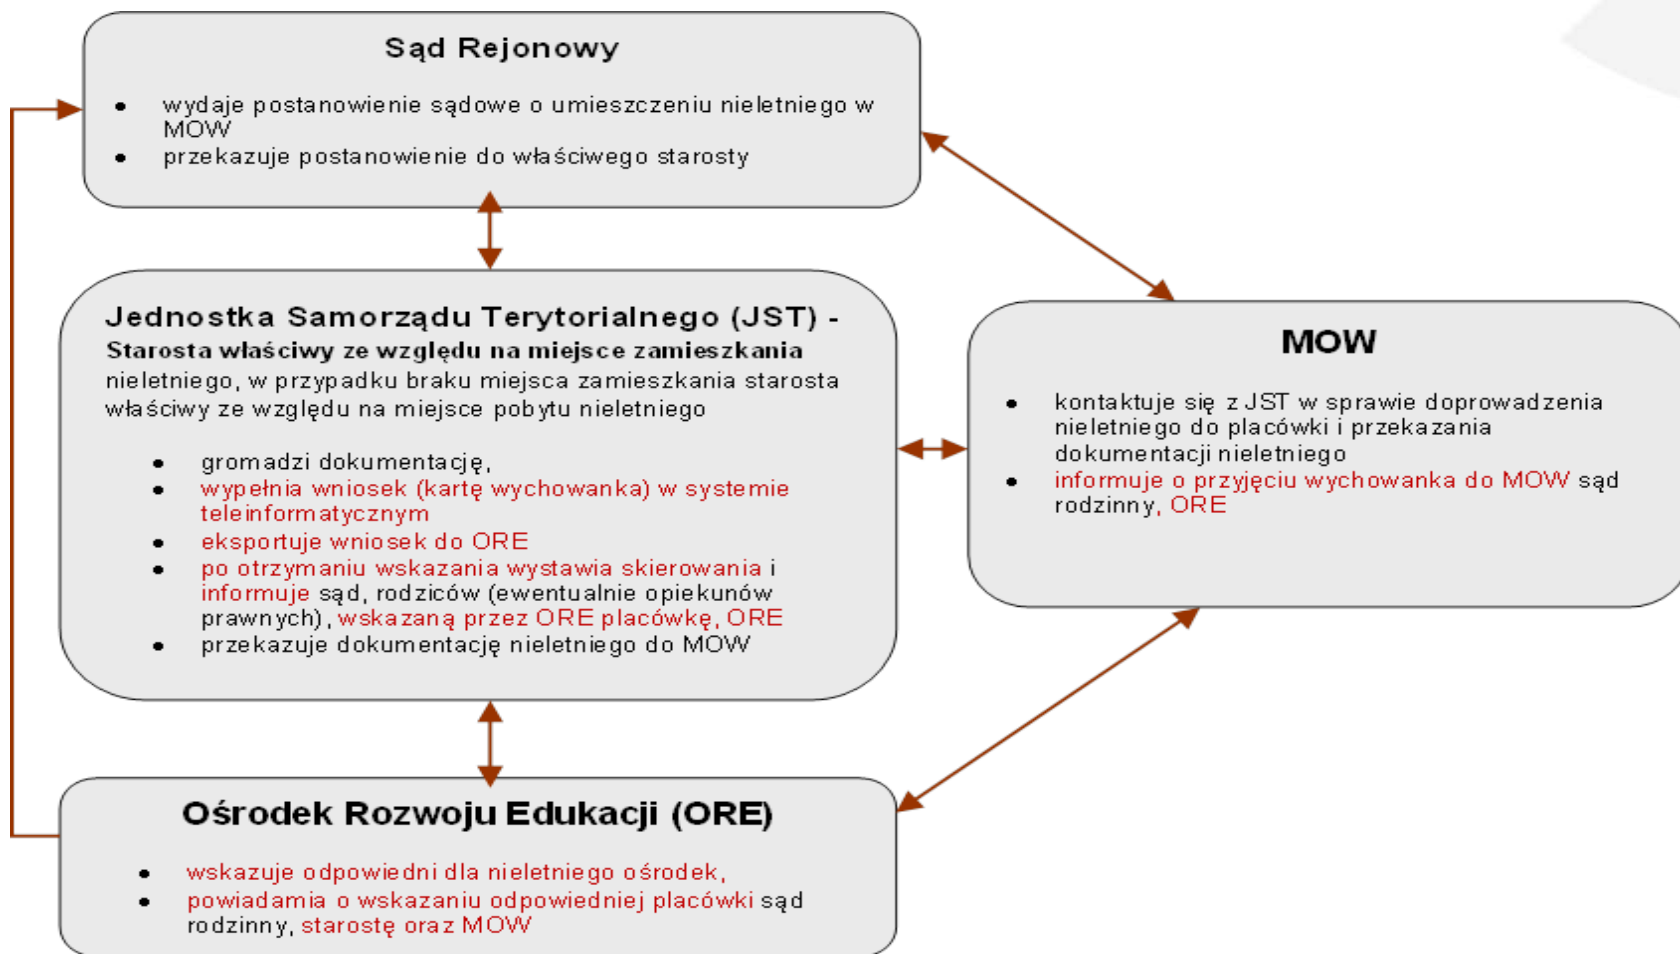 Sąd Rejonowy
• wydaje postanowienie sądowe o umieszczeniu nieletniego w
MOW
• przekazuje postanowienie do właściwego starosty
Jednostka Samorządu Terytorialnego (JST) -
Starosta właściwy ze względu na miejsce zamieszkania
nieletniego, w przypadku braku miejsca zamieszkania starosta
właściwy ze względu na miejsce pobytu nieletniego
• gromadzi dokumentację,
• wypełnia wniosek (kartę wychowanka) w systemie
teleinformatycznym
• eksportuje wniosek do ORE
• po otrzymaniu wskazania wystawia skierowania i
informuje sąd, rodziców (ewentualnie opiekunów
prawnych), wskazaną przez ORE placówkę, ORE
• przekazuje dokumentację nieletniego do MOW
MOW
• kontaktuje się z JST w sprawie doprowadzenia
nieletniego do placówki i przekazania
dokumentacji nieletniego
• informuje o przyjęciu wychowanka do MOW sąd
rodzinny, ORE
Ośrodek Rozwoju Edukacji (ORE)
• wskazuje odpowiedni dla nieletniego ośrodek,
• powiadamia o wskazaniu odpowiedniej placówki sąd
rodzinny, starostę oraz MOW